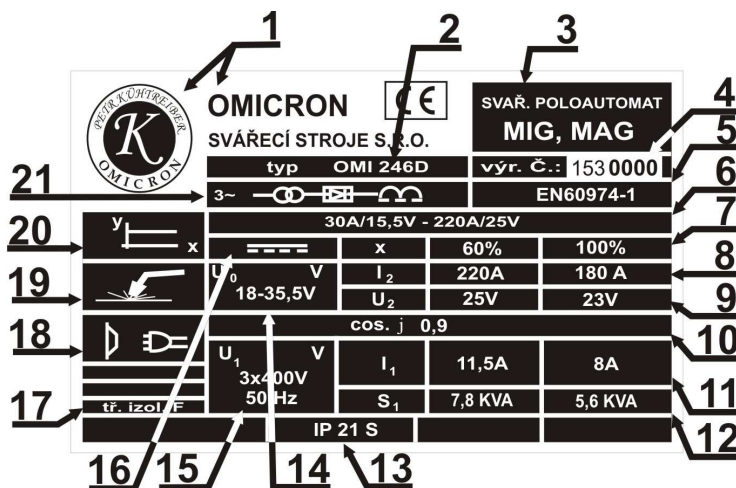 1
2
3
PETR KÜHTREIBER
K
OMICRON
OMICRON
SVÁŘECÍ STROJE S.R.O.
CE
SVAŘ. POLOAUTOMAT
MIG, MAG
4
typ OMI 246D
výr. Č.: 153 0000
5
21
3~
EN60974-1
6
30A/15,5V - 220A/25V
7
20
y
x
x 60% 100%
8
19
U0 V
18-35,5V
I2 220A 180 A
9
U2 25V 23V
18
cos. j 0,9
10
U1 V
3x400V
50 Hz
I1 11,5A 8A
11
17
tř. izol. F
S1 7,8 KVA 5,6 KVA
12
IP 21 S
16 15 14 13